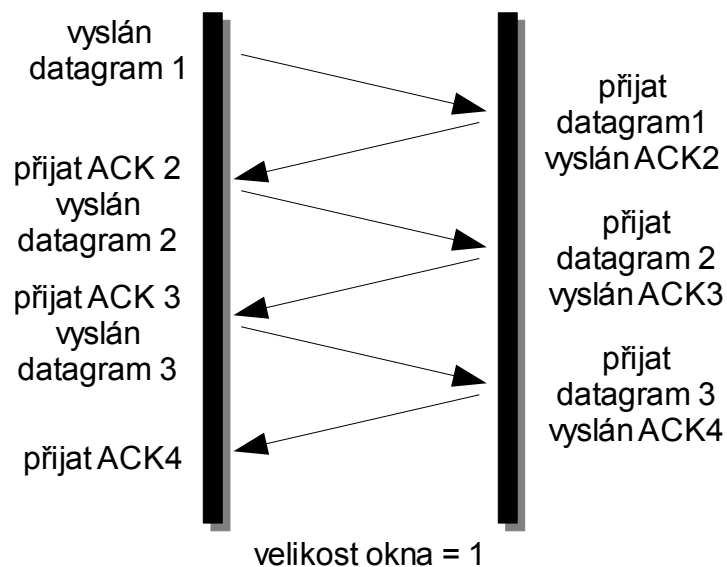 vyslán
datagram 1
přijat
datagram1
vyslán ACK2
přijat ACK 2
vyslán
datagram 2
přijat
datagram 2
vyslán ACK3
přijat ACK 3
vyslán
datagram 3
přijat
datagram 3
vyslán ACK4
přijat ACK4
velikost okna = 1